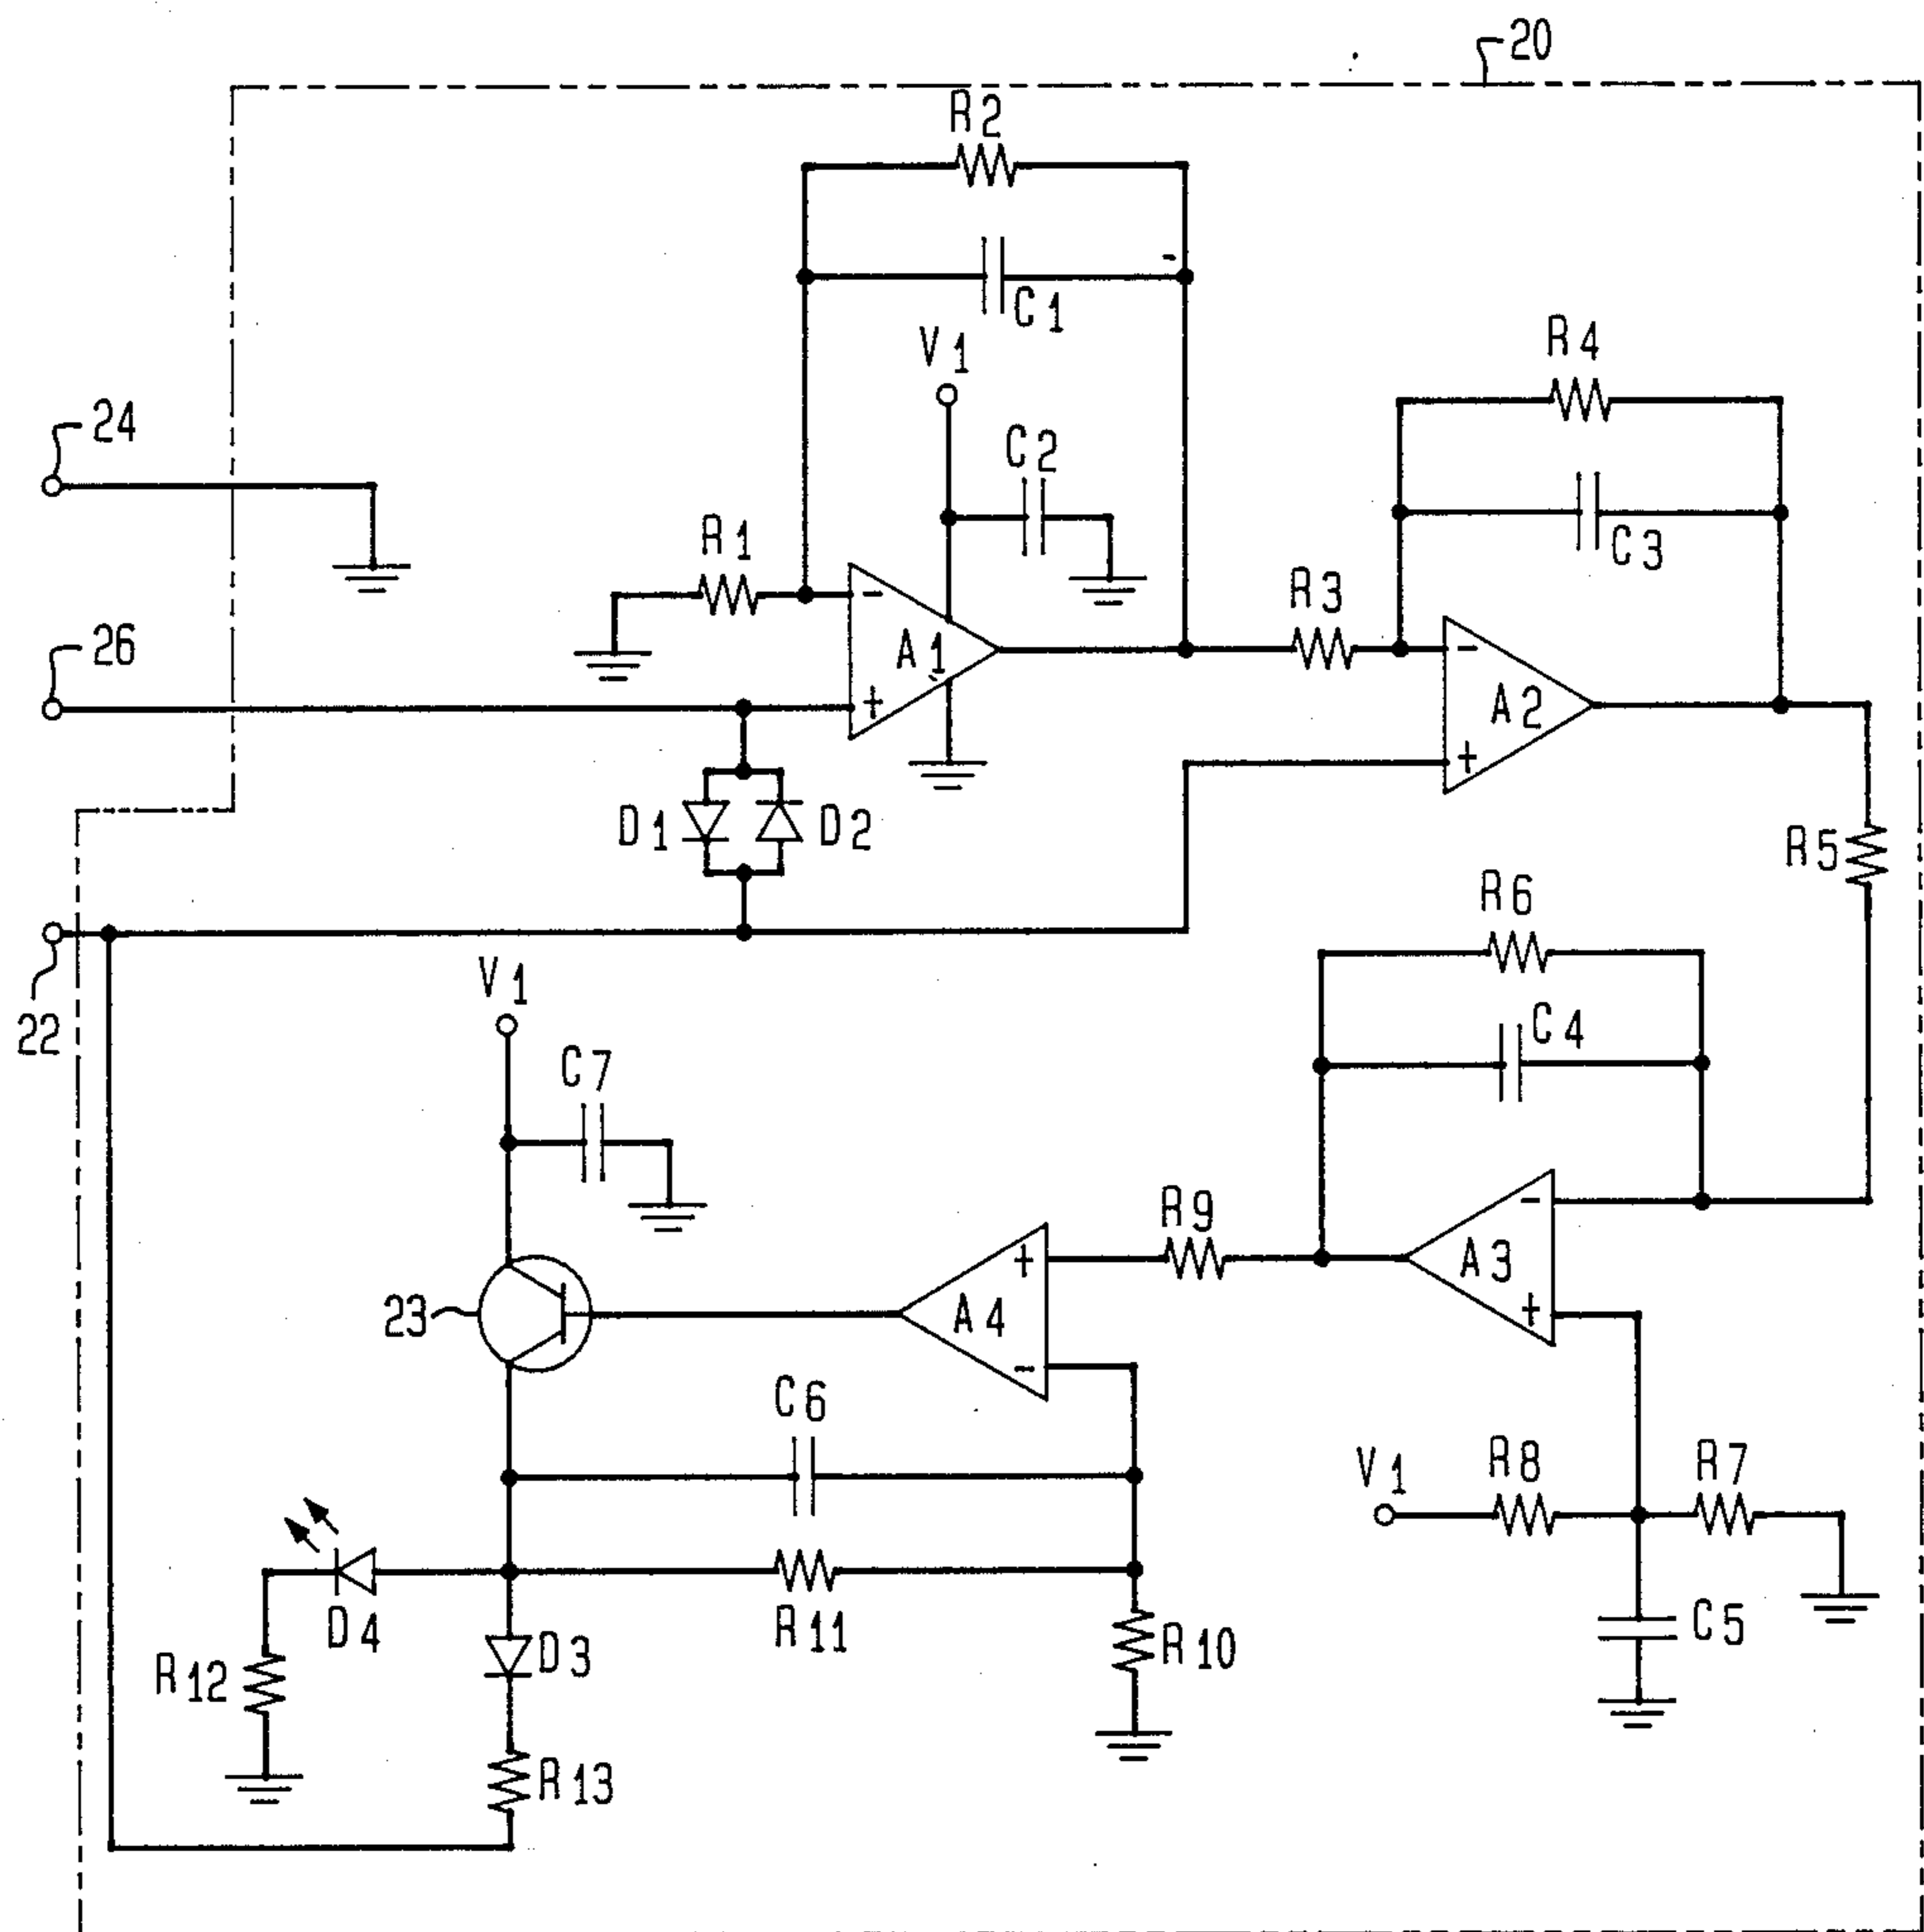 20
R2
C1
V1
R4
24
C2
C3
R1
R3
26
-
A1
-
A2
+
+
D1
D2
R5
R6
V1
22
C4
C7
R9
-
A3
+
23
A4
+
-
C6
V1
R8
R7
D4
R11
C5
R12
D3
R10
R13